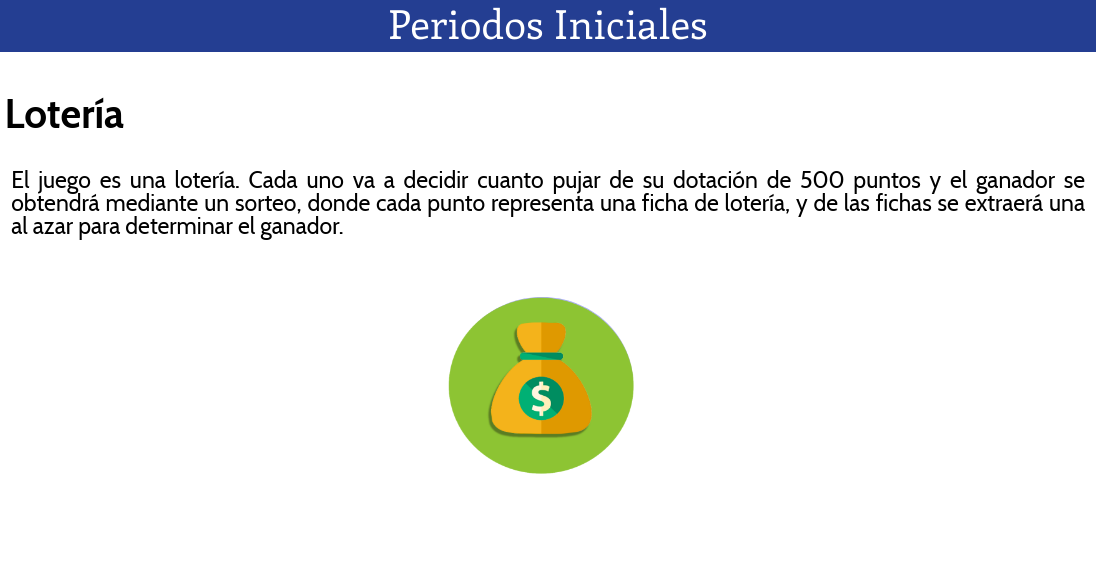 Periodos Iniciales
Lotería
El juego es una lotería. Cada uno va a decidir cuanto pujar de su dotación de 500 puntos y el ganador se
obtendrá mediante un sorteo, donde cada punto representa una ficha de lotería, y de las fichas se extraerá una
al azar para determinar el ganador.
$